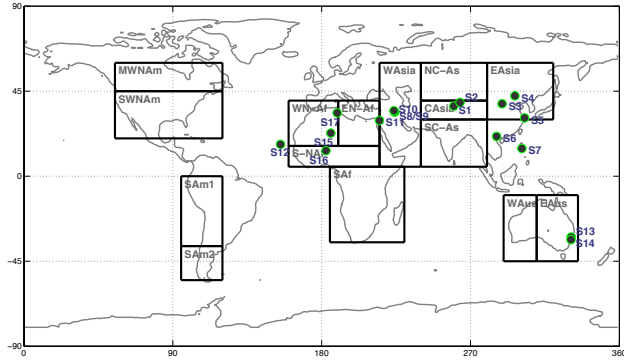 90
MWNAm
WAsia
NC-As
EAsia
SWNAm
S2
S4
45
WN-Af
EN-Af
S10
CAsia
S1
S3
S17
S8/S9
S5
S11
SC-As
S15
S6
S12
S-NAf
S16
S7
SAf
0
SAm1
WAus
EAus
S13
SAm2
S14
-45
-90
0
90
180
270
360